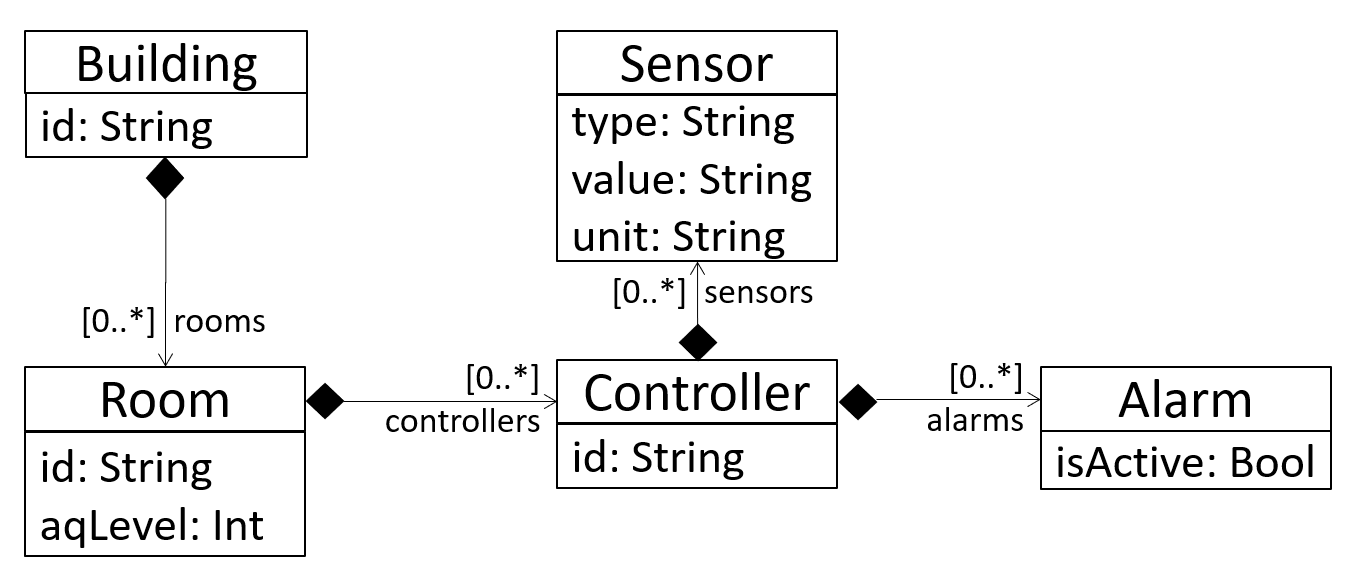 Building
id: String
Sensor
type: String
value: String
unit: String
[0..*] sensors
[0..*] rooms
Room
id: String
aqLevel: Int
[0..*]
controllers
Controller
id: String
[0..*]
alarms
Alarm
isActive: Bool